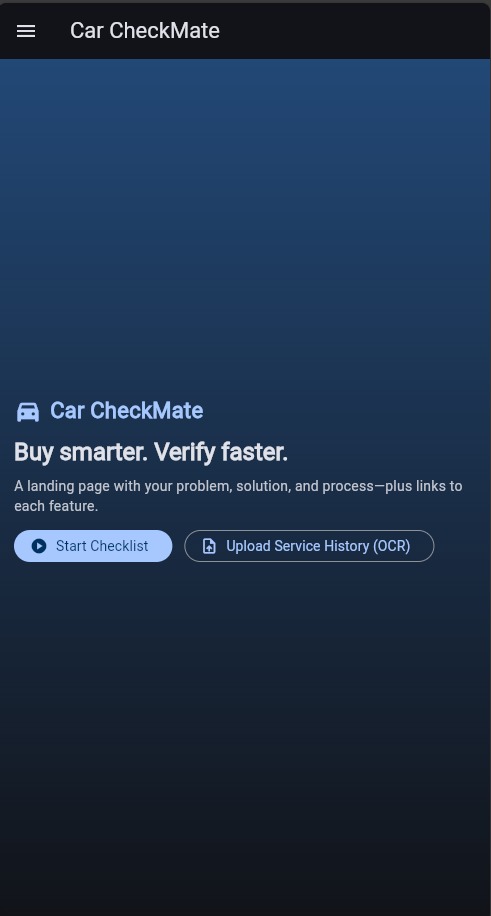 Car CheckMate
Car CheckMate
Buy smarter. Verify faster.
A landing page with your problem, solution, and process—plus links to
each feature.
Start Checklist
Upload Service History (OCR)